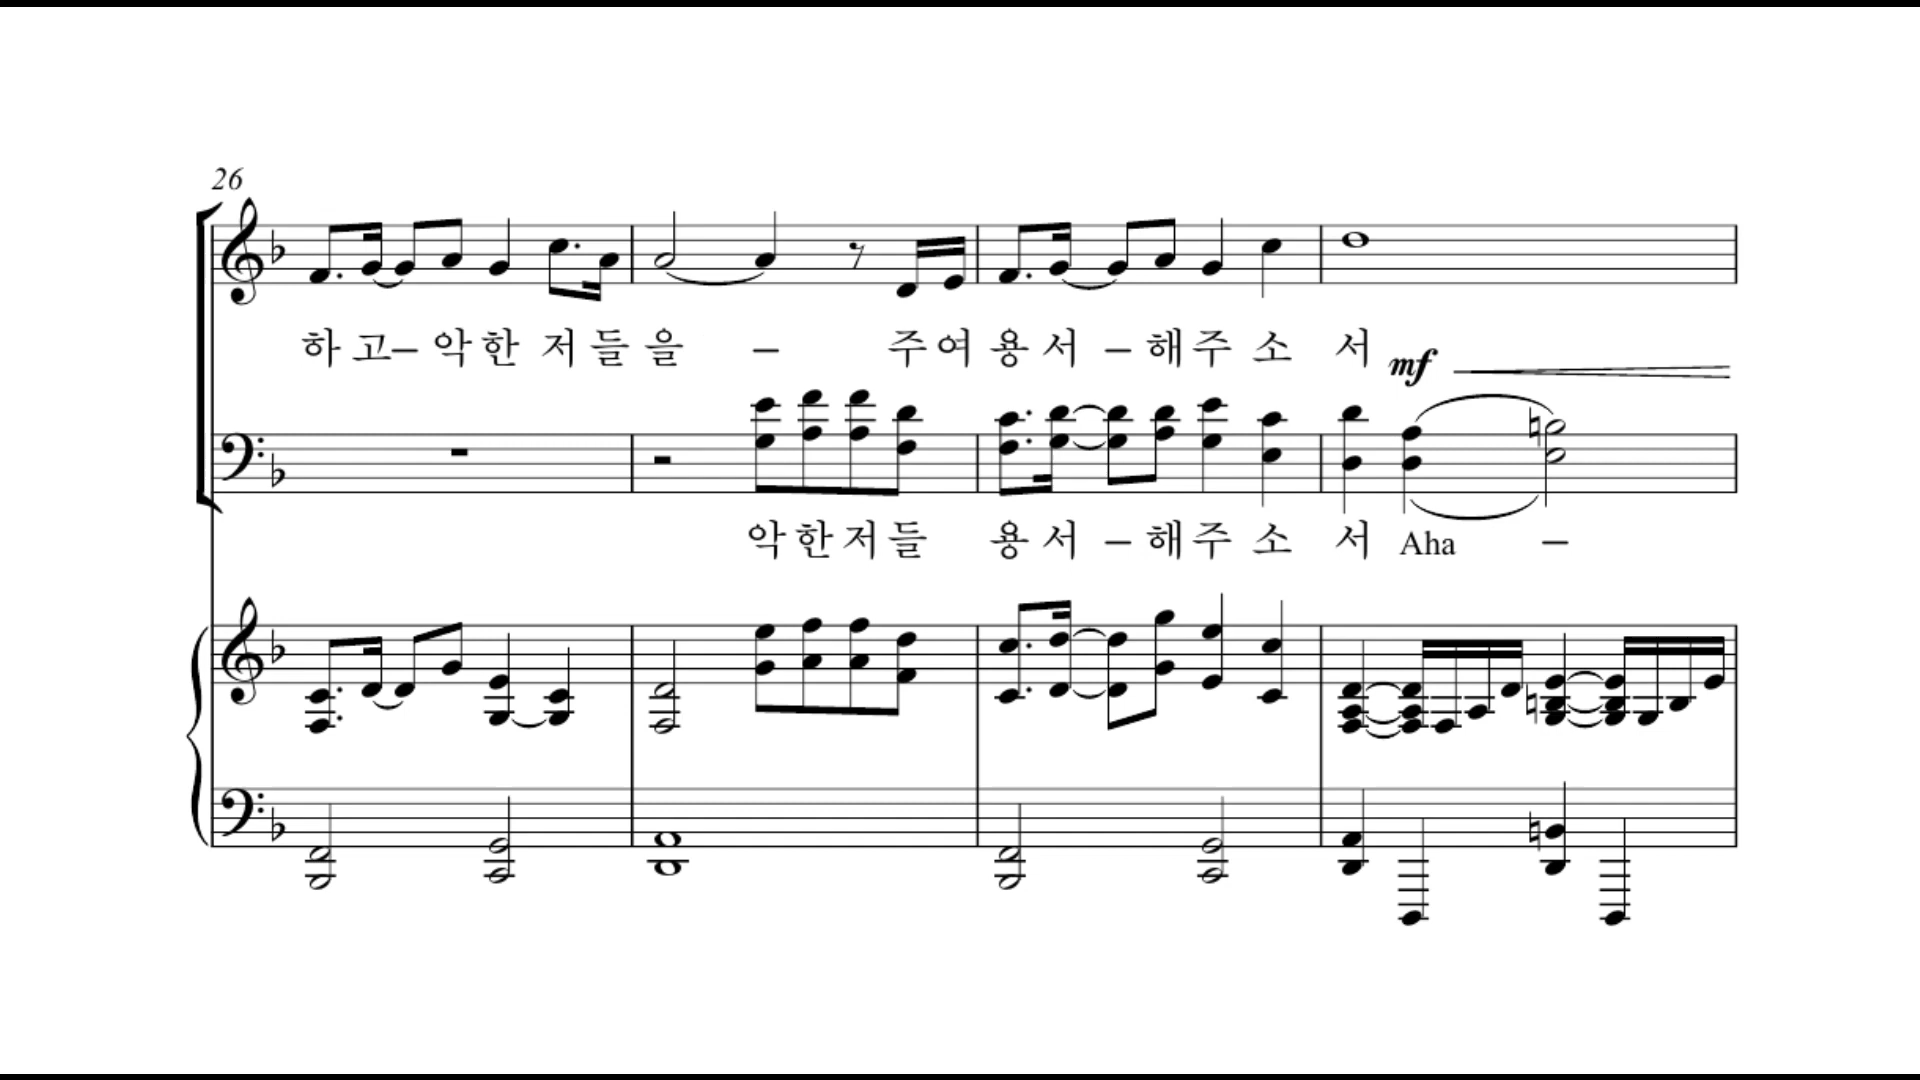 26
하 고– 악 한 저 들 을 – 주 여 용 서 – 해 주 소 서
mf
악 한 저 들 용 서 – 해 주 소 서 Aha –